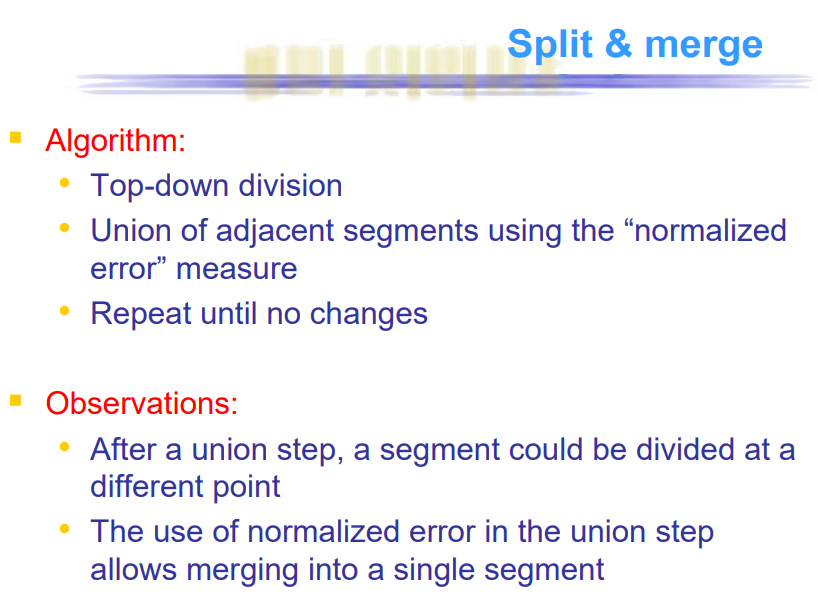 Split & merge
Algorithm:
Top-down division
Union of adjacent segments using the “normalized
error” measure
Repeat until no changes
Observations:
After a union step, a segment could be divided at a
different point
The use of normalized error in the union step
allows merging into a single segment